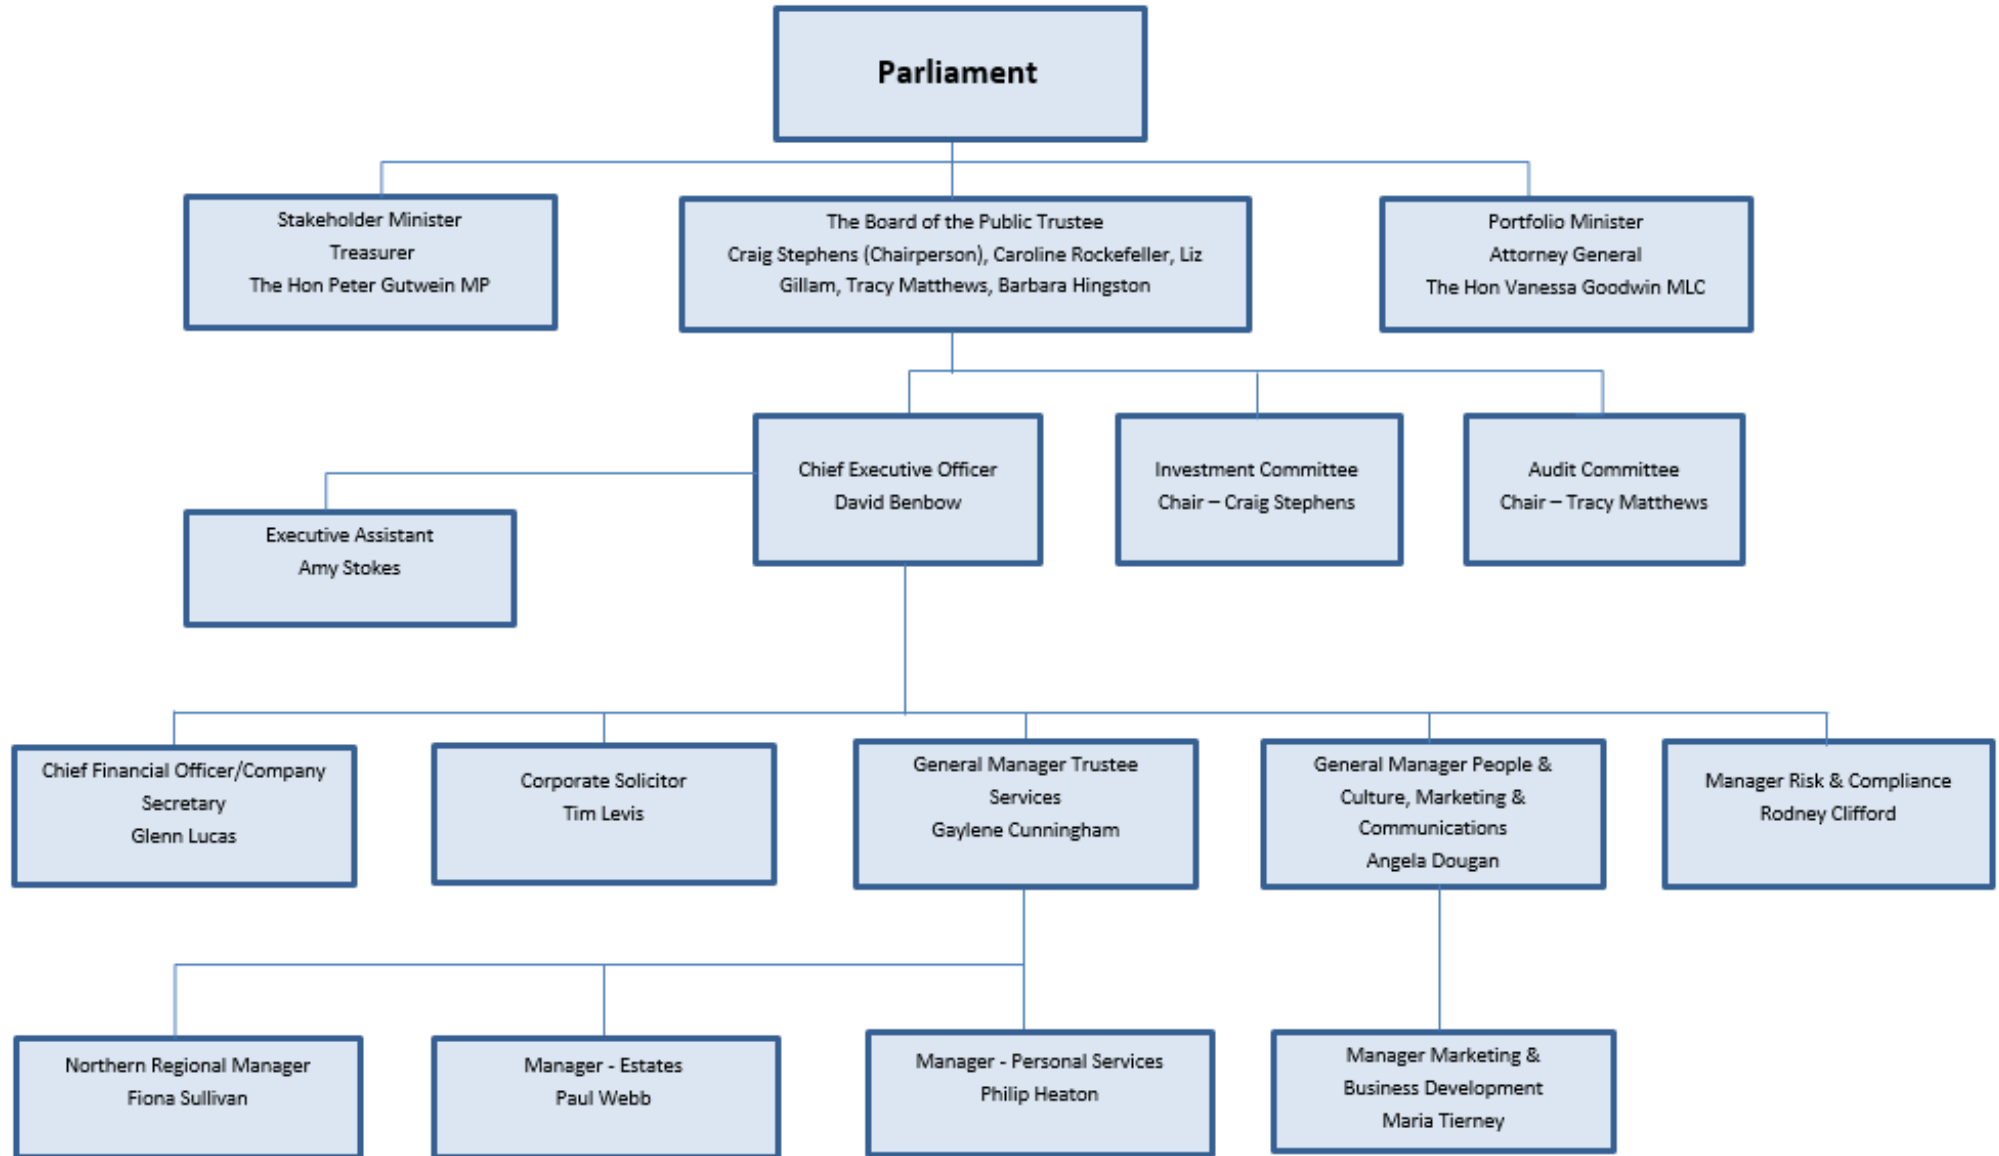 Parliament
Stakeholder Minister
Treasurer
The Hon Peter Gutwein MP
The Board of the Public Trustee
Craig Stephens (Chairperson), Caroline Rockefeller, Liz
Gillam, Tracy Matthews, Barbara Hingston
Portfolio Minister
Attorney General
The Hon Vanessa Goodwin MLC
Chief Executive Officer
David Benbow
Investment Committee
Chair – Craig Stephens
Audit Committee
Chair – Tracy Matthews
Executive Assistant
Amy Stokes
Chief Financial Officer/Company
Secretary
Glenn Lucas
Corporate Solicitor
Tim Levis
General Manager Trustee
Services
Gaylene Cunningham
General Manager People &
Culture, Marketing &
Communications
Angela Dougan
Manager Risk & Compliance
Rodney Clifford
Northern Regional Manager
Fiona Sullivan
Manager - Estates
Paul Webb
Manager - Personal Services
Philip Heaton
Manager Marketing &
Business Development
Maria Tierney